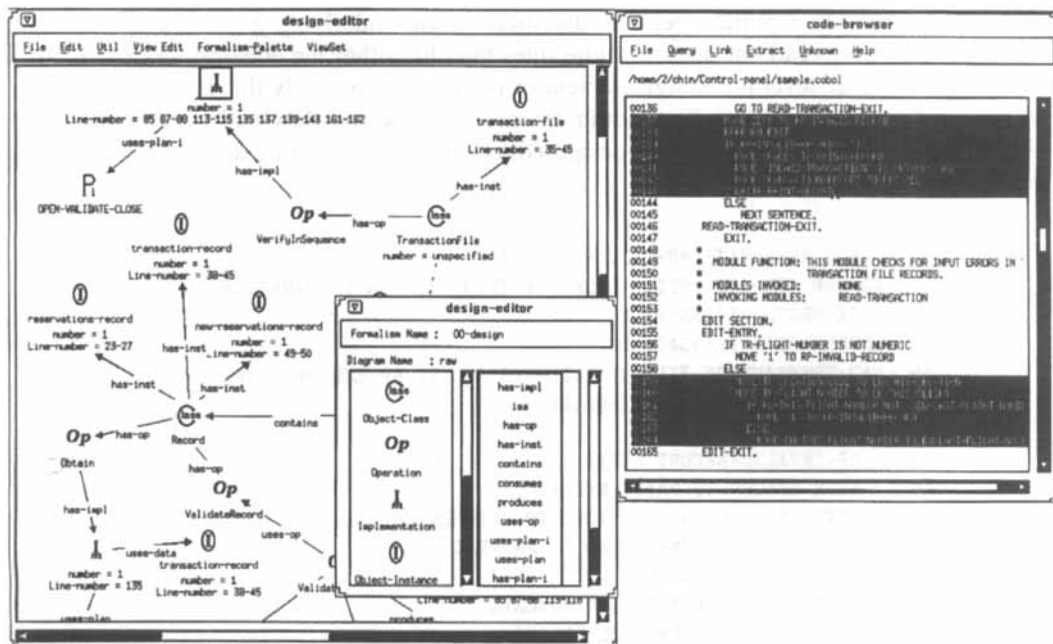 design-editor
File Edit Util View Edit Formalism-Palette ViewSet
number = 1
Line-number = 85 87-88 113-115 135 137 139-143 161-162
uses-plan-i
OPEN-VALIDATE-CLOSE
has-impl
transaction-file
number = 1
Line-number = 35-45
has-inst
Op
has-op
VerifyInSequence
TransactionFile
number = unspecified
transaction-record
number = 1
Line-number = 38-45
reservations-record
number = 1
Line-number = 23-27
has-inst
new-reservations-record
number = 1
Line-number = 49-50
has-inst
has-inst
Record
contains
Op
has-op
Obtain
has-op
Op
ValidateRecord
has-impl
uses-op
uses-data
number = 1
Line-number = 135
transaction-record
number = 1
Line-number = 38-45
uses-plan
produces
design-editor
Formalism Name : OO-design
Diagram Name : raw
Object-Class
Op
Operation
Implementation
Object-Instance
has-impl
isa
has-op
has-inst
contains
consumes
produces
uses-op
uses-plan-i
uses-plan
has-plan-i
code-browser
File Query Link Extract Unknown Help
/home/2/chin/Control-panel/sample.cobol
00136 GO TO READ-TRANSACTION-EXIT.
00144 ELSE
00145 NEXT SENTENCE.
00146 READ-TRANSACTION-EXIT.
00147 EXIT.
00148 *
00149 * MODULE FUNCTION: THIS MODULE CHECKS FOR INPUT ERRORS IN
00150 * TRANSACTION FILE RECORDS.
00151 * MODULES INVOKED: NONE
00152 * INVOKING MODULES: READ-TRANSACTION
00153 *
00154 EDIT SECTION.
00155 EDIT-ENTRY.
00156 IF TR-FLIGHT-NUMBER IS NOT NUMERIC
00157 MOVE '1' TO RP-INVALID-RECORD
00158 ELSE
00165 EDIT-EXIT.